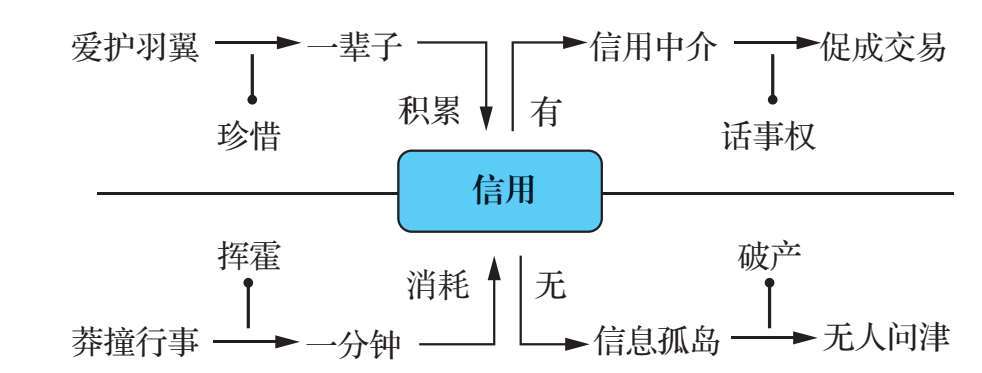 爱护羽翼
一辈子
信用中介
促成交易
积累
有
珍惜
话事权
信用
挥霍
破产
消耗
无
莽撞行事
一分钟
信息孤岛
无人问津